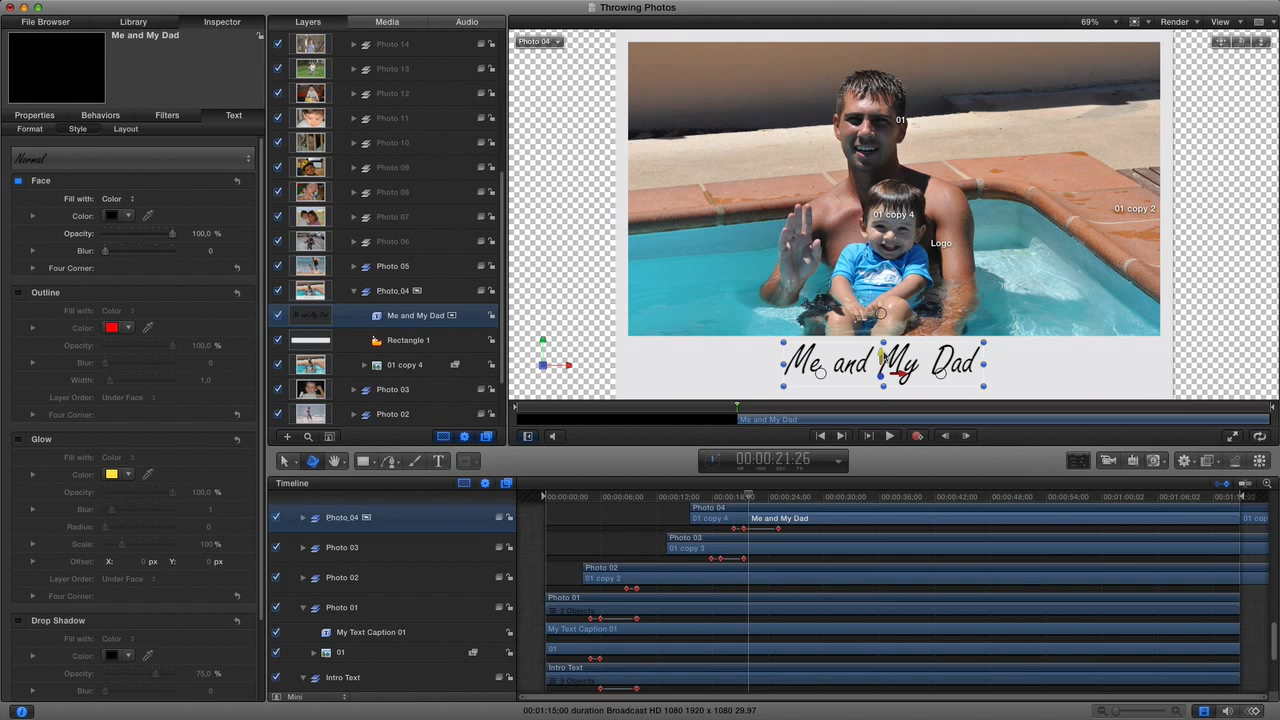 Throwing Photos
File Browser Library Inspector
Me and My Dad
Properties Behaviors Filters Text
Format Style Layout
Normal
Face
Fill with: Color
Color:
Opacity: 100,0 %
Blur: 0
Four Corner:
Outline
Fill with: Color
Color:
Opacity: 100,0 %
Blur: 0
Width: 1,0
Layer Order: Under Face
Four Corner:
Glow
Fill with: Color
Color:
Opacity: 100,0 %
Blur: 1
Radius: 0
Scale: 100 %
Offset: X: 0 px Y: 0 px
Layer Order: Under Face
Four Corner:
Drop Shadow
Fill with: Color
Color:
Opacity: 75,0 %
Blur: 0
Layers Media Audio
Photo 14
Photo 13
Photo 12
Photo 11
Photo 10
Photo 09
Photo 08
Photo 07
Photo 06
Photo 05
Photo_04
Me and My Dad
Rectangle 1
01 copy 4
Photo 03
Photo 02
69% Render View
Photo 04
01
01 copy 4
01 copy 2
Logo
Me and My Dad
Me and My Dad
00:00:21:26
HR MIN SEC FR
Timeline
00:00:00:00 00:00:06:00 00:00:12:00 00:00:18:00 00:00:24:00 00:00:30:00 00:00:36:00 00:00:42:00 00:00:48:00 00:00:54:00 00:01:00:02 00:01:06:02
Photo_04
Photo 03
Photo 02
Photo 01
My Text Caption 01
01
Intro Text
Photo 04
01 copy 4 Me and My Dad 01 cop
Photo 03
01 copy 3
Photo 02
01 copy 2
Photo 01
2 Objects
My Text Caption 01
01
Intro Text
5 Objects
Mini
00:01:15;00 duration Broadcast HD 1080 1920 x 1080 29.97